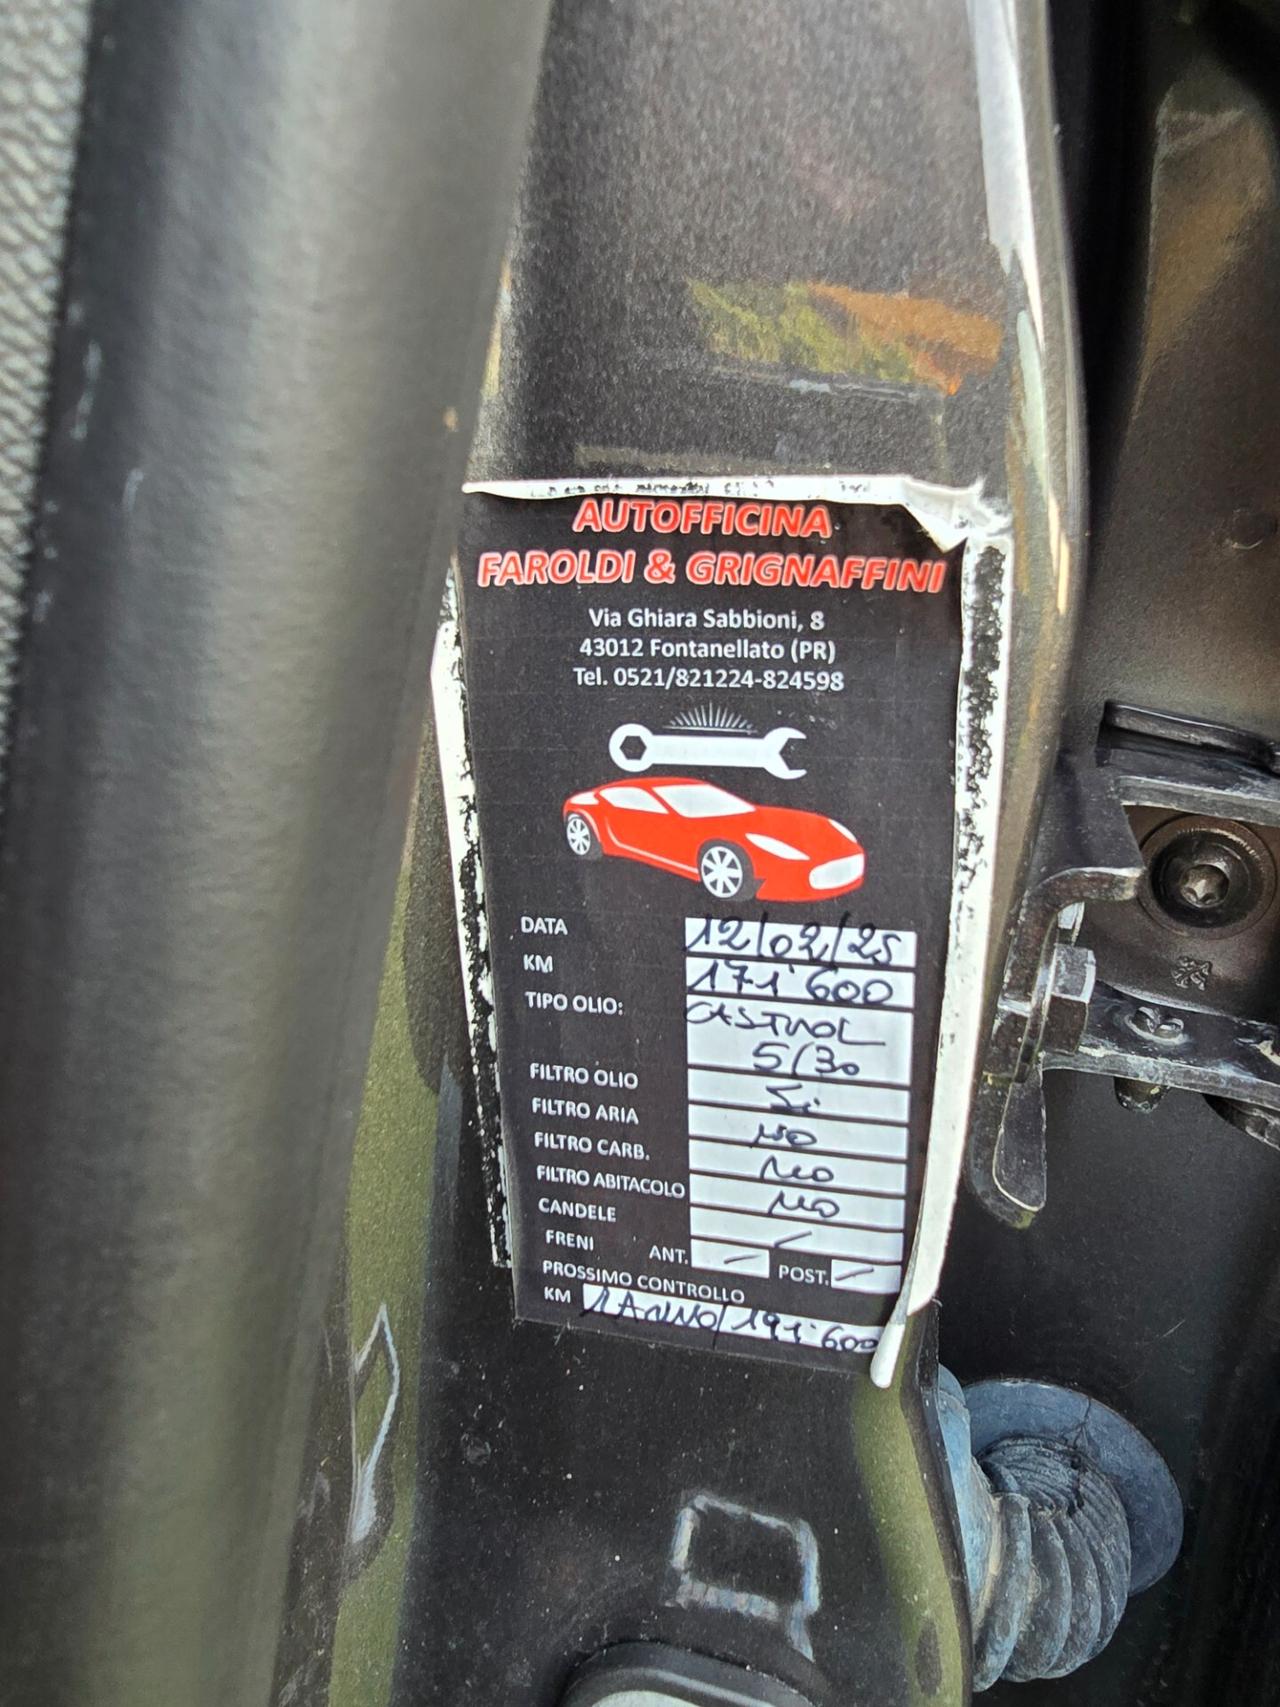 AUTOFFICINA
FAROLDI & GRIGNAFFINI
Via Ghiara Sabbioni, 8
43012 Fontanellato (PR)
Tel. 0521/821224-824598
DATA 12/02/25
KM 171'600
TIPO OLIO: CASTROL
5/30
FILTRO OLIO Si
FILTRO ARIA NO
FILTRO CARB. NO
FILTRO ABITACOLO NO
CANDELE /
FRENI ANT. / POST. /
PROSSIMO CONTROLLO
KM 1 ANNO/191'600